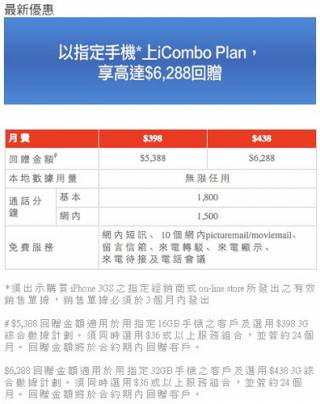 最新優惠
以指定手機*上iCombo Plan，
享高達$6,288回贈
月費 $398 $438
回贈金額# $5,388 $6,288
本地數據用量 無限任用
通話分鐘 基本 1,800
網內 1,500
免費服務 網內短訊、10個網內picturemail/moviemail、
留言信箱、來電轉駁、來電顯示、
來電待接及電話會議
*須出示購買iPhone 3GS之指定經銷商或on-line store所發出之有效
銷售單據，銷售單據必須於3個月內發出
# $5,388回贈金額適用於用指定16GB手機之客戶及選用$398 3G
綜合數據計劃。須同時選用$36或以上服務組合，並簽約24個
月。回贈金額將於合約期內回贈客戶。
$6,288回贈金額適用於用指定32GB手機之客戶及選用$438 3G綜
合數據計劃。須同時選用$36或以上服務組合，並簽約24個
月。回贈金額將於合約期內回贈客戶。